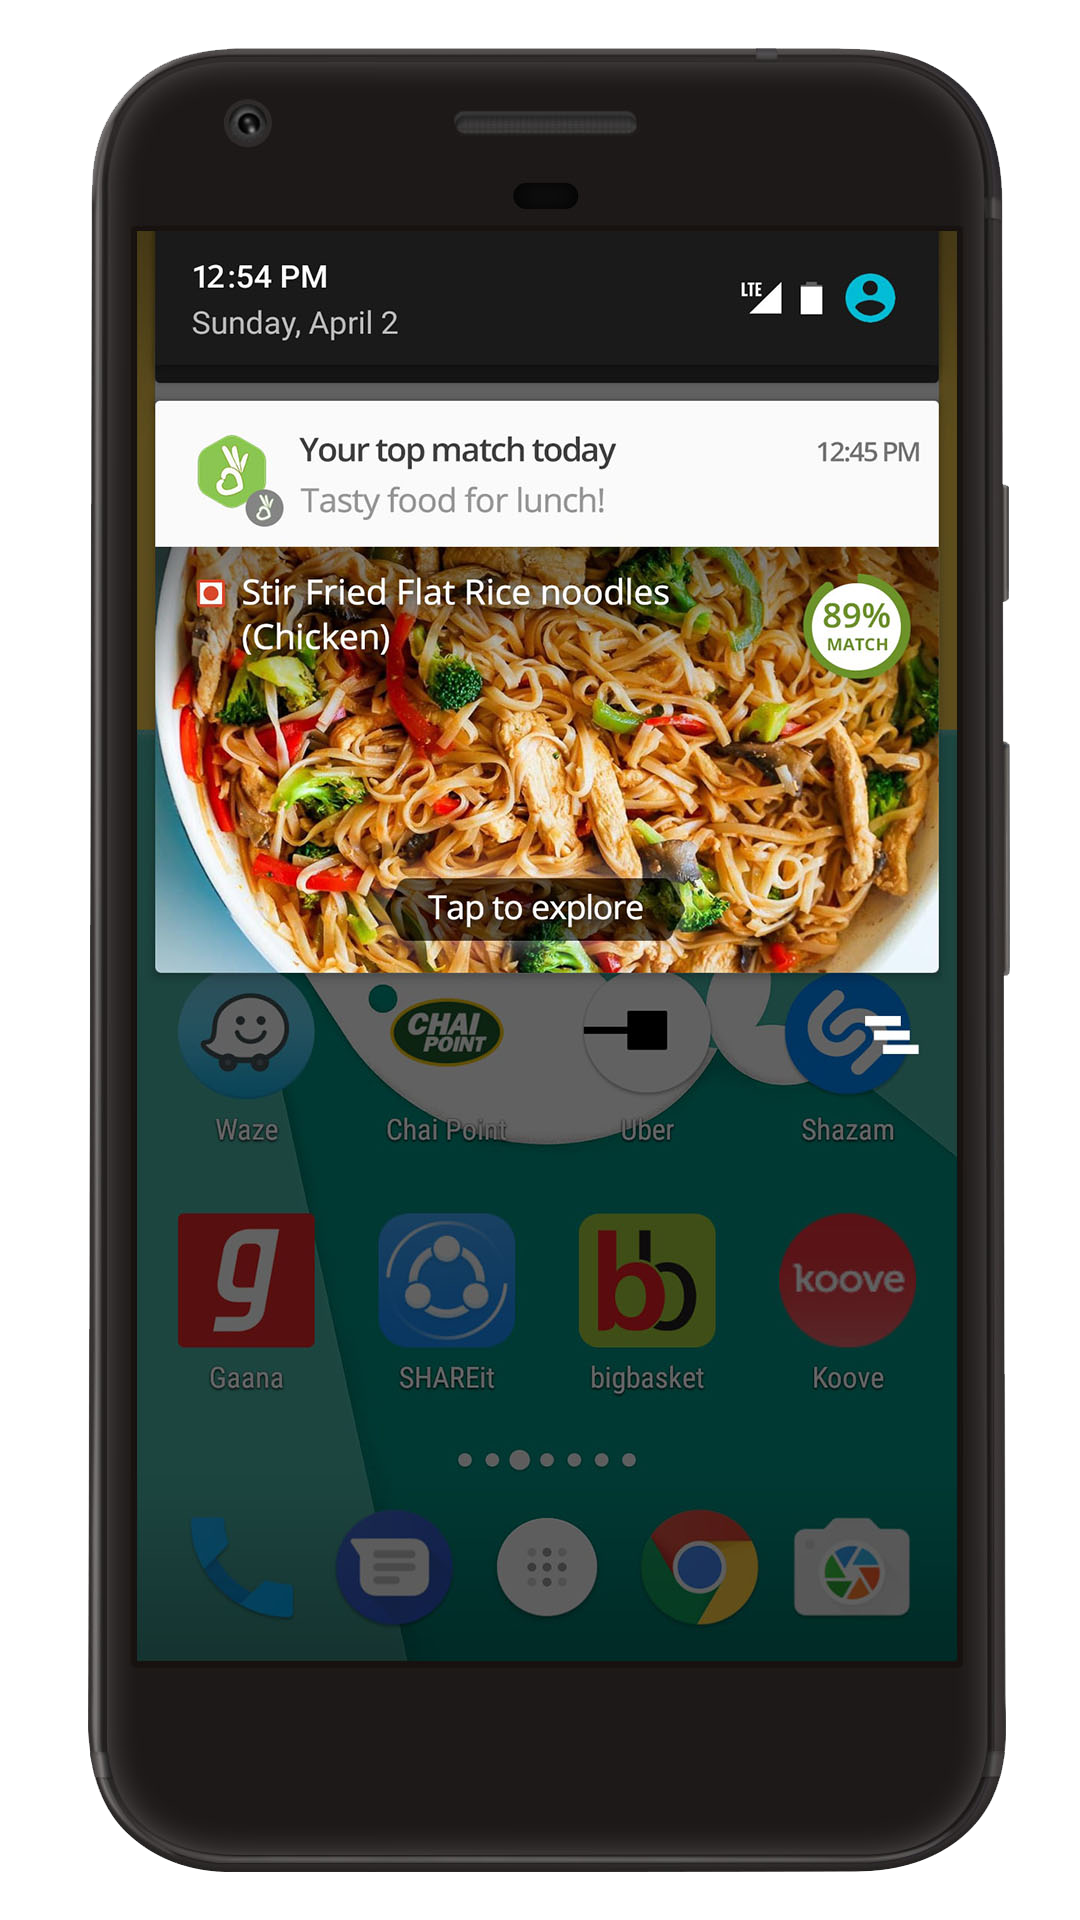 12:54 PM
LTE
Sunday, April 2
Your top match today
12:45 PM
Tasty food for lunch!
Stir Fried Flat Rice noodles
(Chicken)
89%
MATCH
Tap to explore
CHAI
POINT
Waze
Chai Point
Uber
Shazam
g
bb
koove
Gaana
SHAREit
bigbasket
Koove